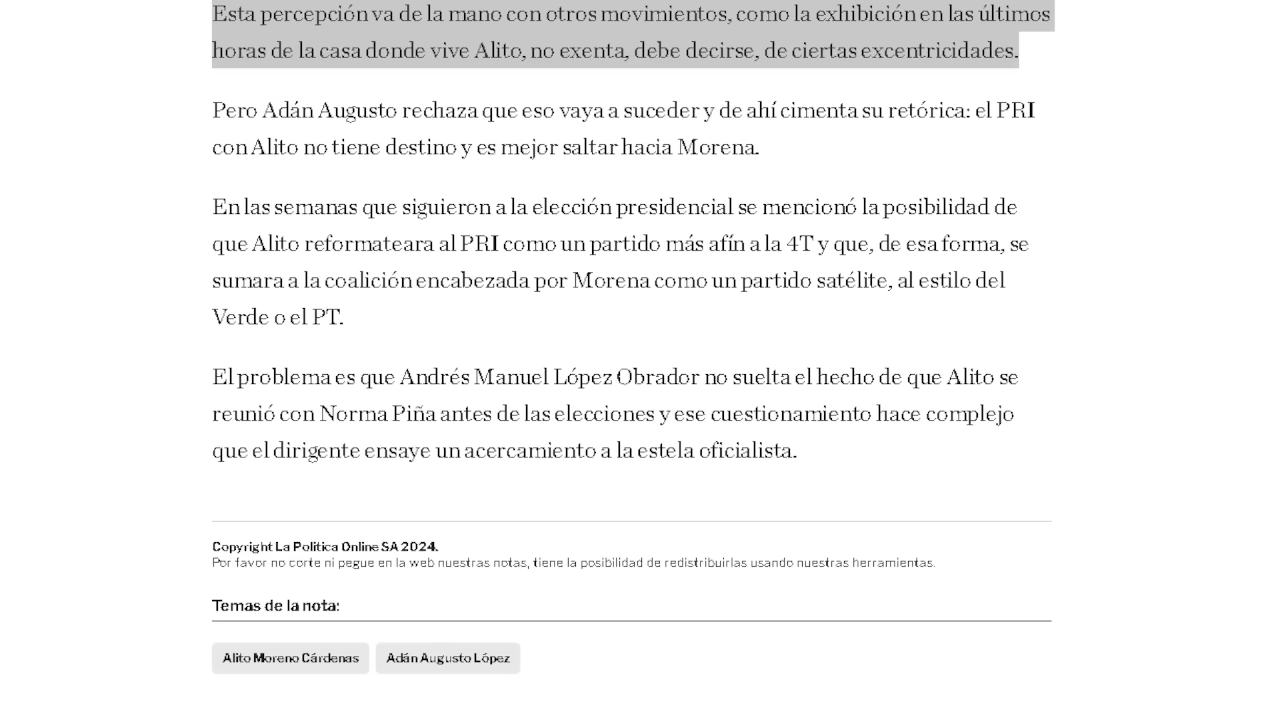 Esta percepción va de la mano con otros movimientos, como la exhibición en las últimos
horas de la casa donde vive Alito, no exenta, debe decirse, de ciertas excentricidades.
Pero Adán Augusto rechaza que eso vaya a suceder y de ahí cimenta su retórica: el PRI
con Alito no tiene destino y es mejor saltar hacia Morena.
En las semanas que siguieron a la elección presidencial se mencionó la posibilidad de
que Alito reformateara al PRI como un partido más afín a la 4T y que, de esa forma, se
sumara a la coalición encabezada por Morena como un partido satélite, al estilo del
Verde o el PT.
El problema es que Andrés Manuel López Obrador no suelta el hecho de que Alito se
reunió con Norma Piña antes de las elecciones y ese cuestionamiento hace complejo
que el dirigente ensaye un acercamiento a la estela oficialista.
Copyright La Politica Online SA 2024.
Por favor no corte ni pegue en la web nuestras notas, tiene la posibilidad de redistribuirlas usando nuestras herramientas.
Temas de la nota:
Alito Moreno Cárdenas Adán Augusto López